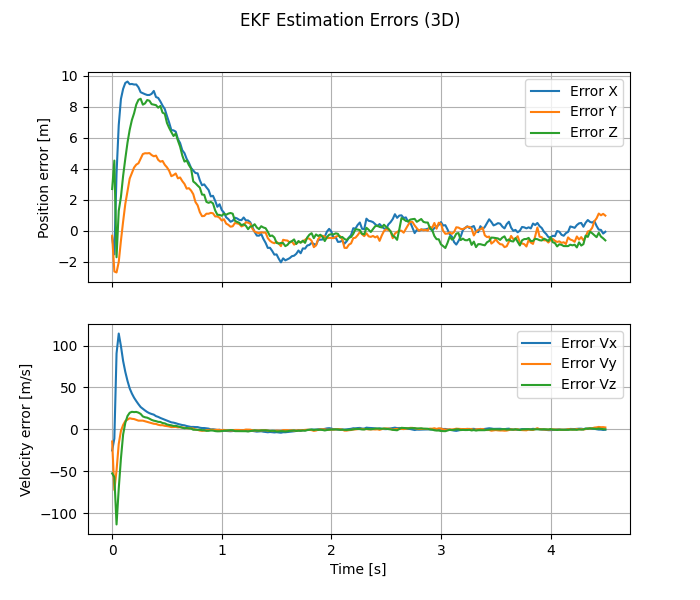 EKF Estimation Errors (3D)
10
8
6
4
2
0
−2
Position error [m]
Error X
Error Y
Error Z
100
50
0
−50
−100
Velocity error [m/s]
Error Vx
Error Vy
Error Vz
0 1 2 3 4
Time [s]